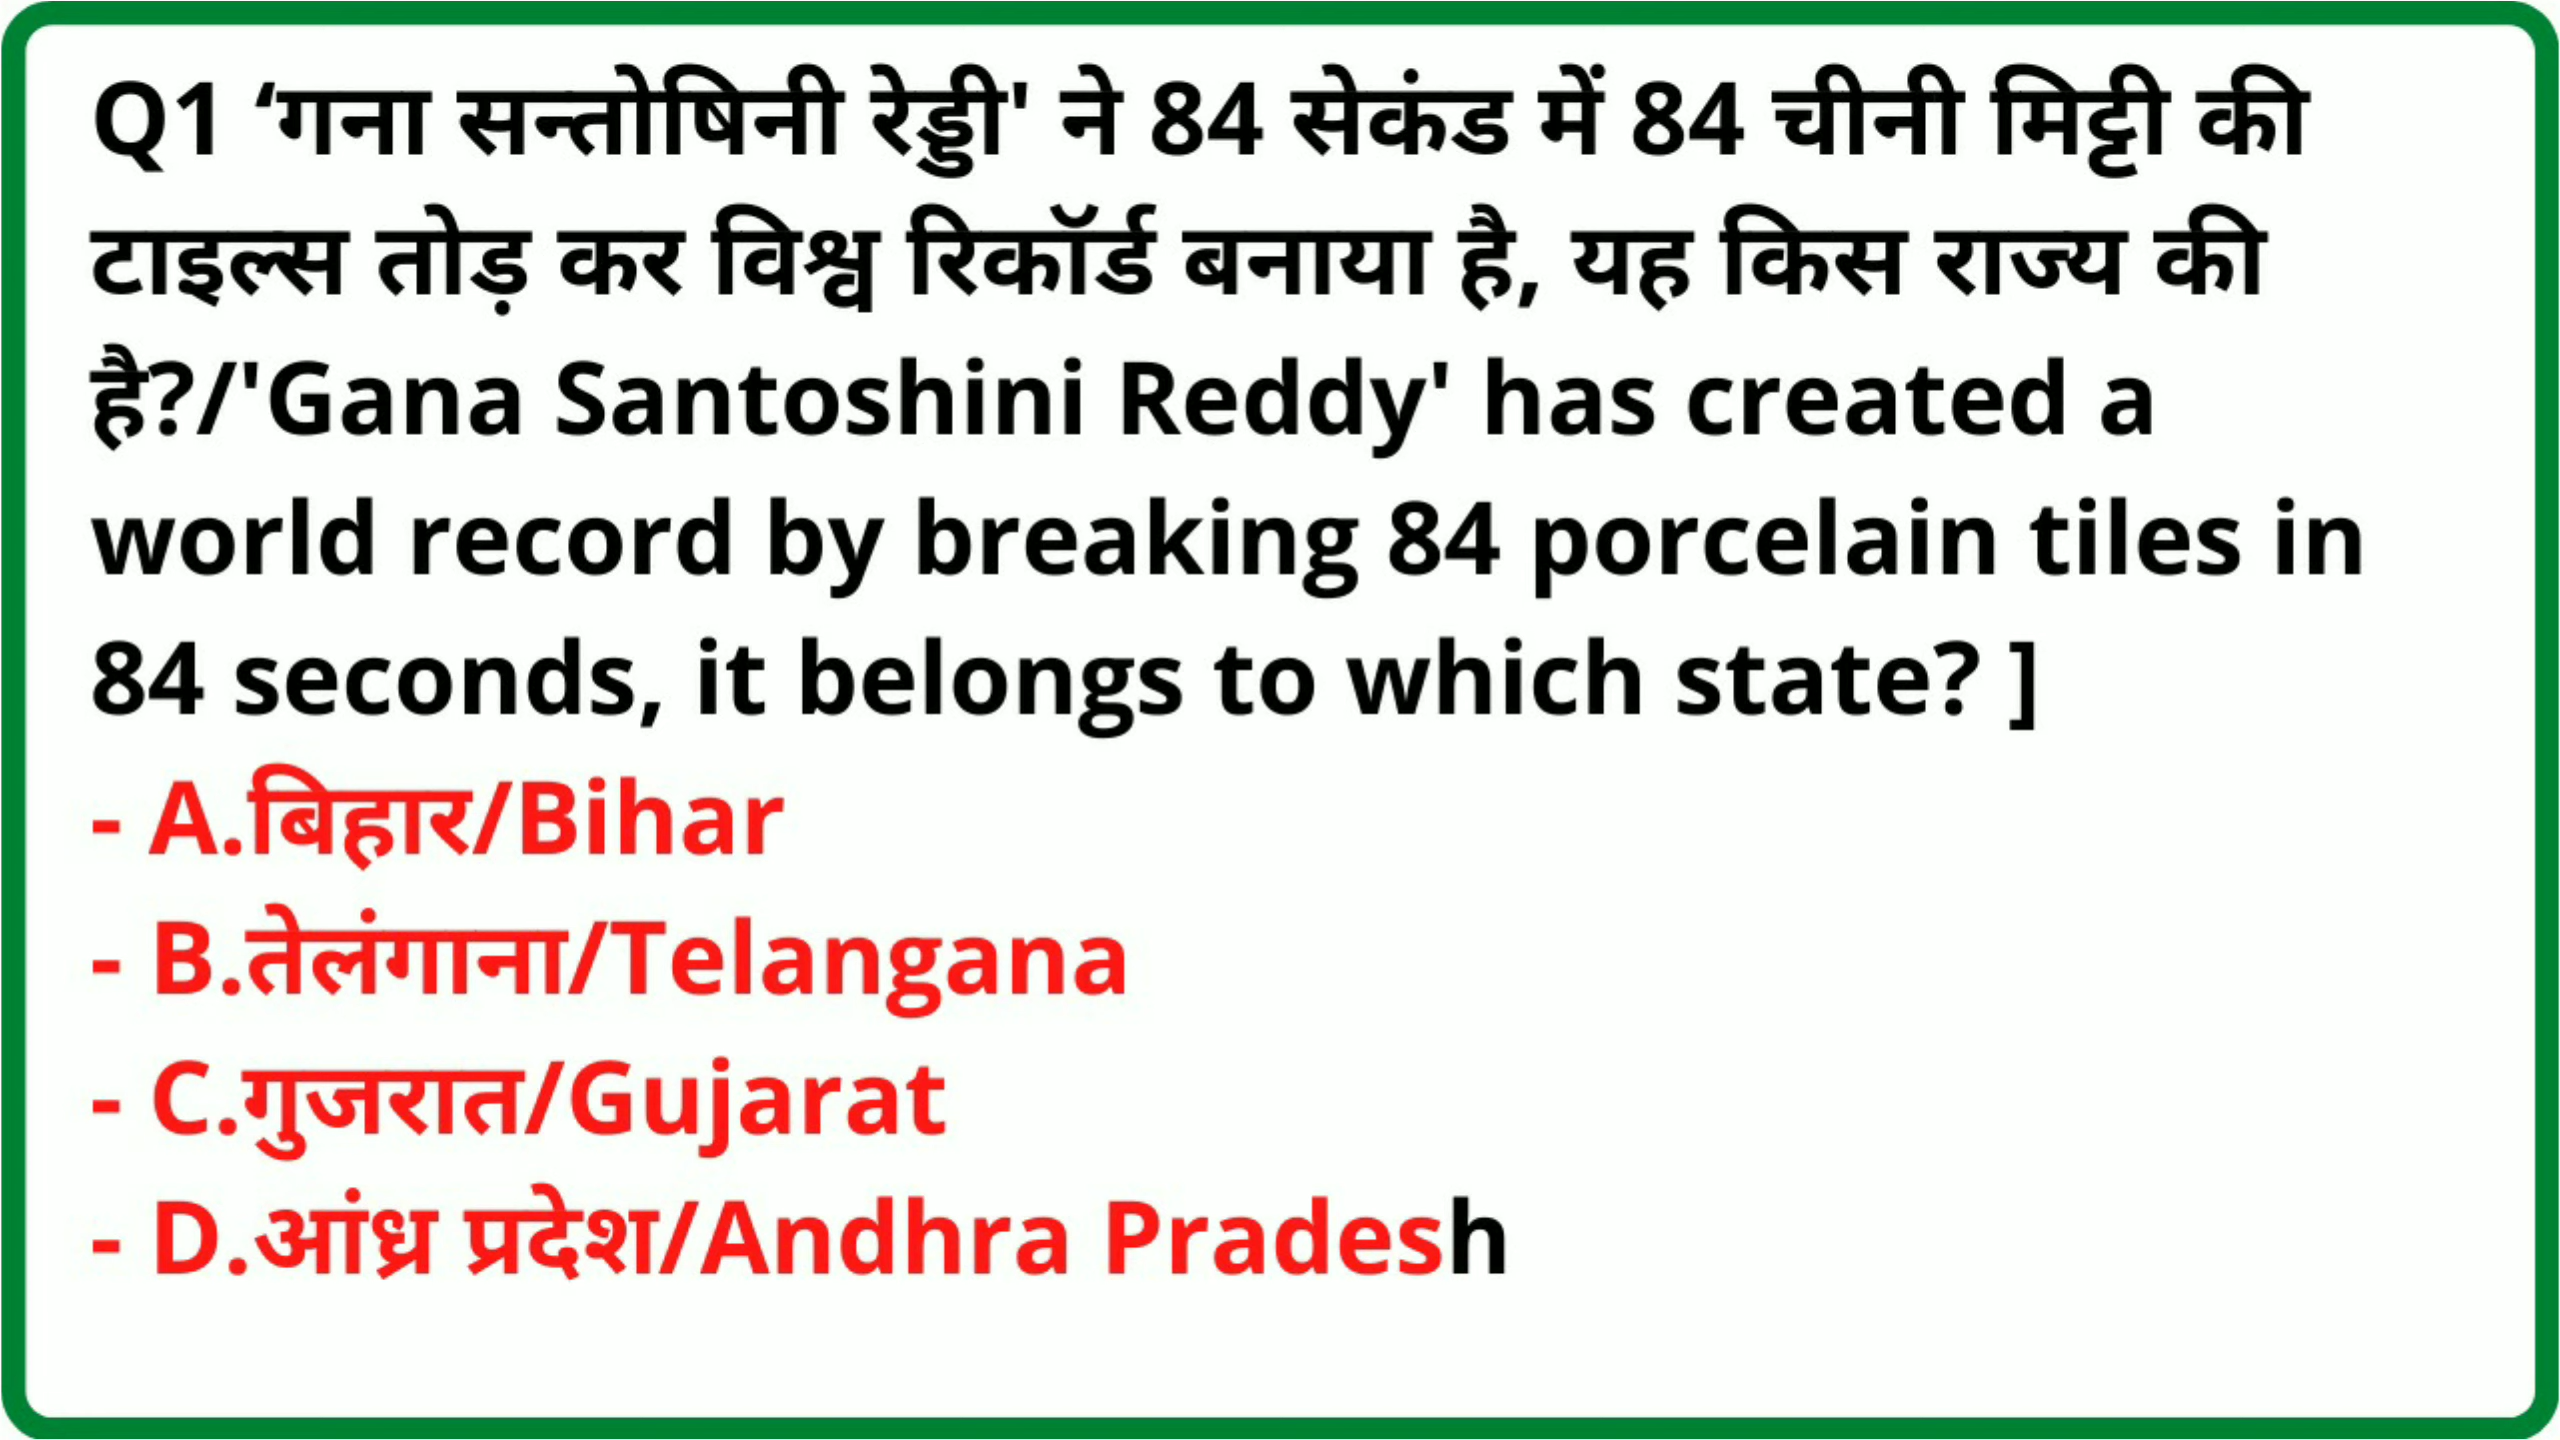 Q1 ‘गना सन्तोषिनी रेड्डी' ने 84 सेकंड में 84 चीनी मिट्टी की
टाइल्स तोड़ कर विश्व रिकॉर्ड बनाया है, यह किस राज्य की
है?/'Gana Santoshini Reddy' has created a
world record by breaking 84 porcelain tiles in
84 seconds, it belongs to which state? ]
- A.बिहार/Bihar
- B.तेलंगाना/Telangana
- C.गुजरात/Gujarat
- D.आंध्र प्रदेश/Andhra Pradesh